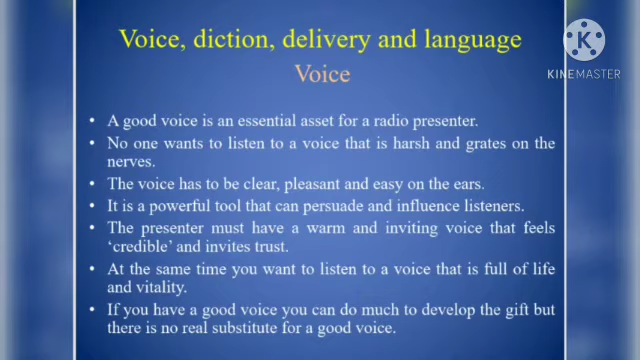 Voice, diction, delivery and language
Voice
KINEMASTER
• A good voice is an essential asset for a radio presenter.
• No one wants to listen to a voice that is harsh and grates on the
nerves.
• The voice has to be clear, pleasant and easy on the ears.
• It is a powerful tool that can persuade and influence listeners.
• The presenter must have a warm and inviting voice that feels
‘credible’ and invites trust.
• At the same time you want to listen to a voice that is full of life
and vitality.
• If you have a good voice you can do much to develop the gift but
there is no real substitute for a good voice.